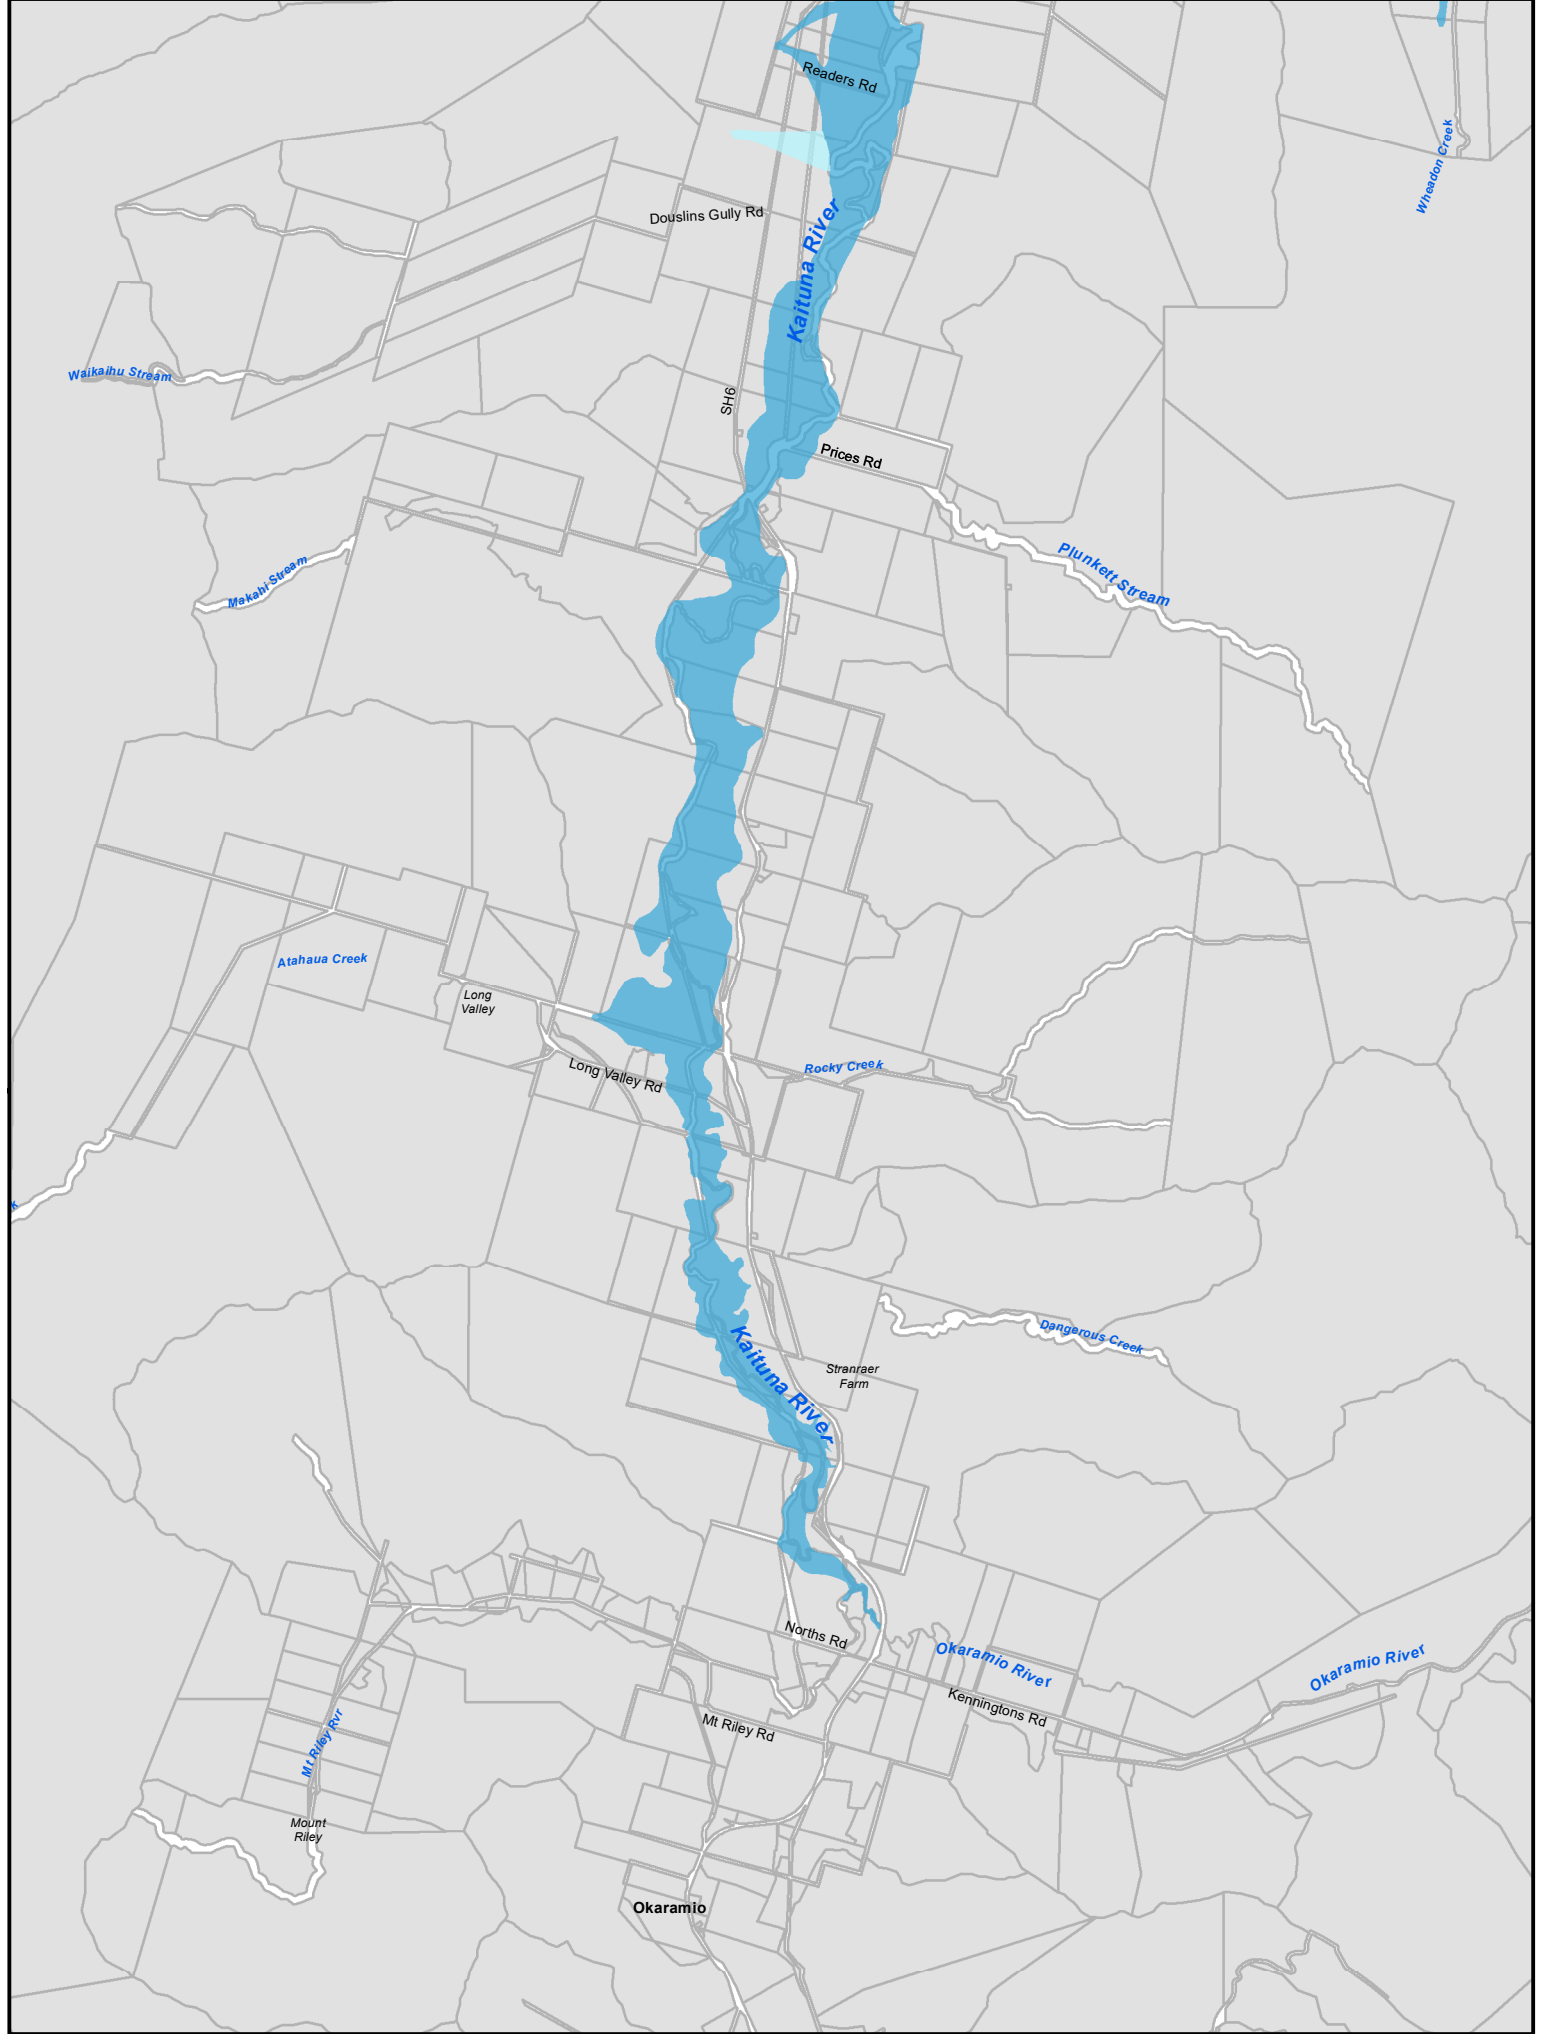 Readers Rd
Wheadon Creek
Douslins Gully Rd
Kaituna River
Waikaihu Stream
SH6
Prices Rd
Plunkett Stream
Makahi Stream
Atahaua Creek
Long
Valley
Rocky Creek
Long Valley Rd
k
Dangerous Creek
Kaituna River
Stranraer
Farm
Norths Rd
Okaramio River
Okaramio River
Kenningtons Rd
Mt Riley Rd
Mt Riley Rvr
Mount
Riley
Okaramio